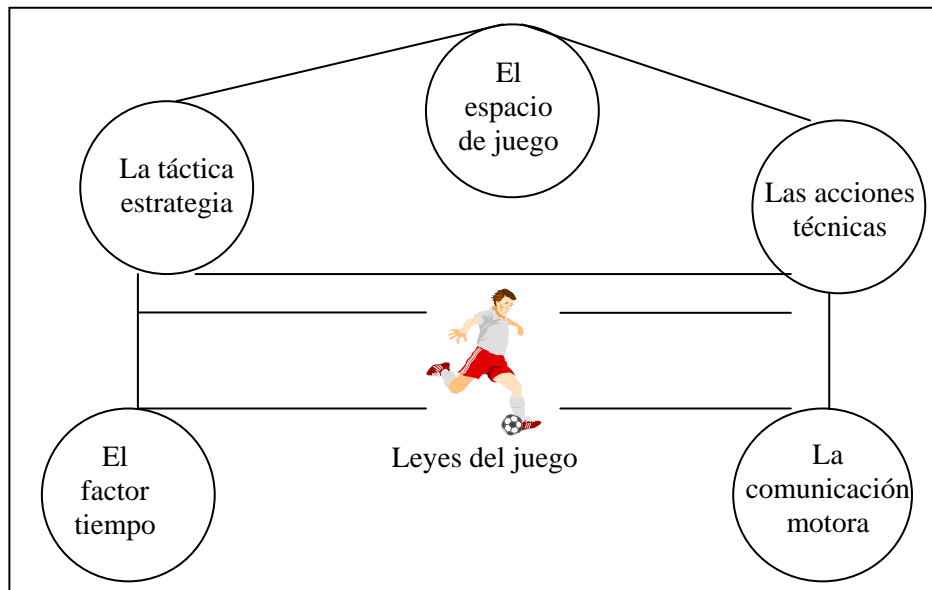 El
espacio
de juego
La táctica
estrategia
Las acciones
técnicas
Leyes del juego
El
factor
tiempo
La
comunicación
motora